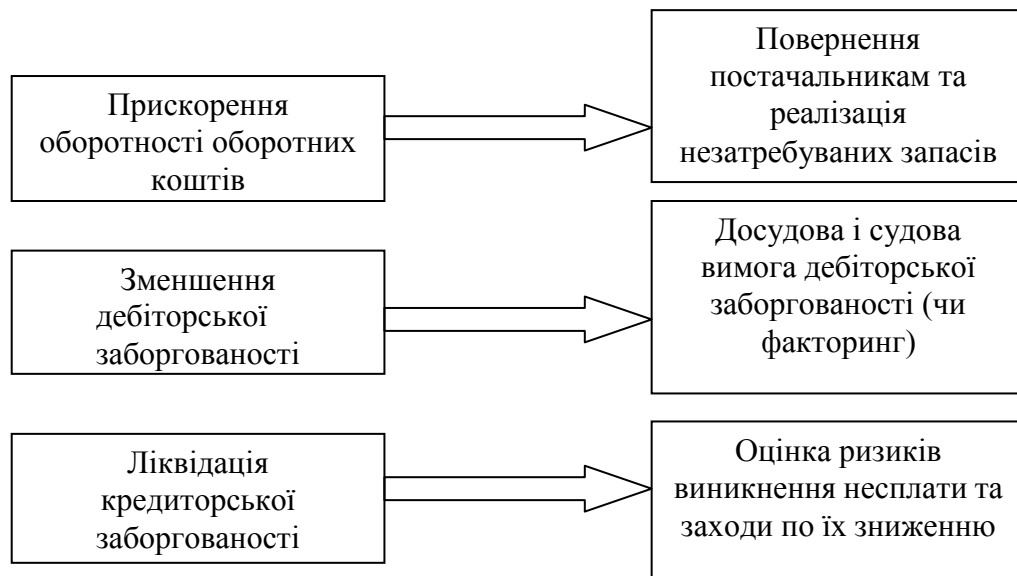 Прискорення
оборотності оборотних
коштів
Повернення
постачальникам та
реалізація
незатребуваних запасів
Зменшення
дебіторської
заборгованості
Досудова і судова
вимога дебіторської
заборгованості (чи
факторинг)
Ліквідація
кредиторської
заборгованості
Оцінка ризиків
виникнення несплати та
заходи по їх зниженню